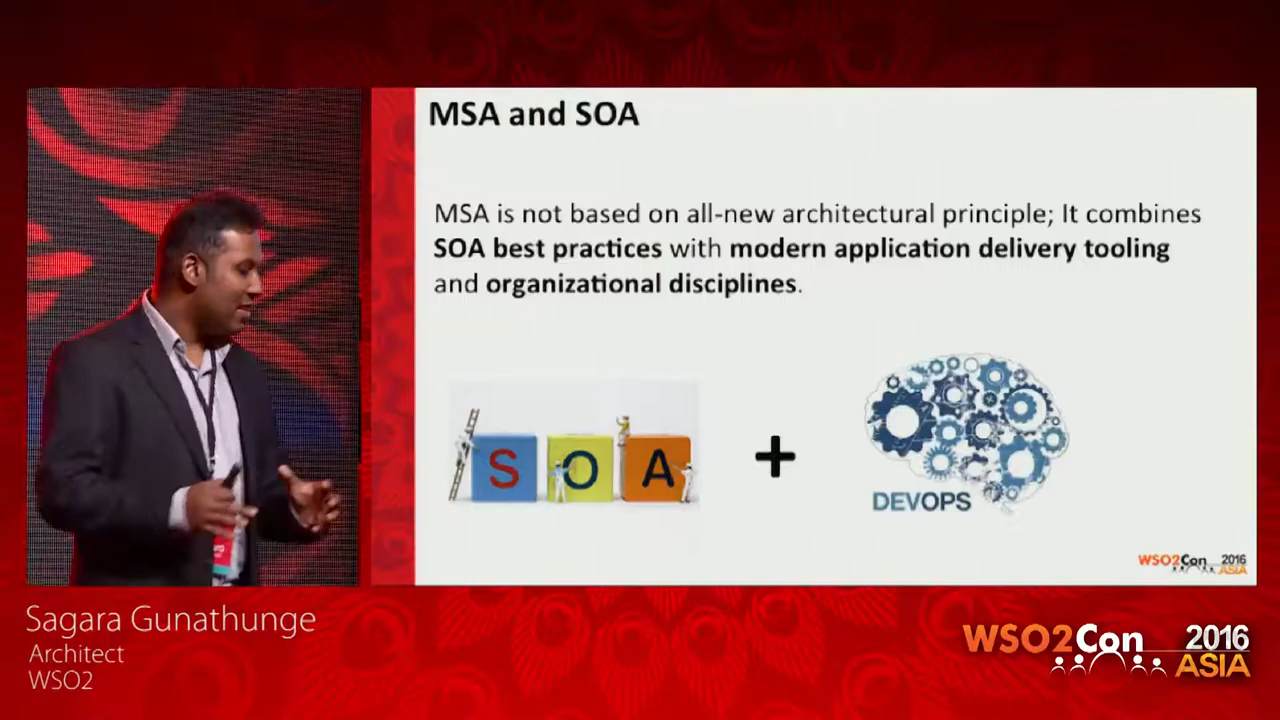 MSA and SOA
MSA is not based on all-new architectural principle; It combines
SOA best practices with modern application delivery tooling
and organizational disciplines.
S O A
+
DEVOPS
WSO2Con 2016
ASIA
Sagara Gunathunge
Architect
WSO2
WSO2Con 2016
ASIA